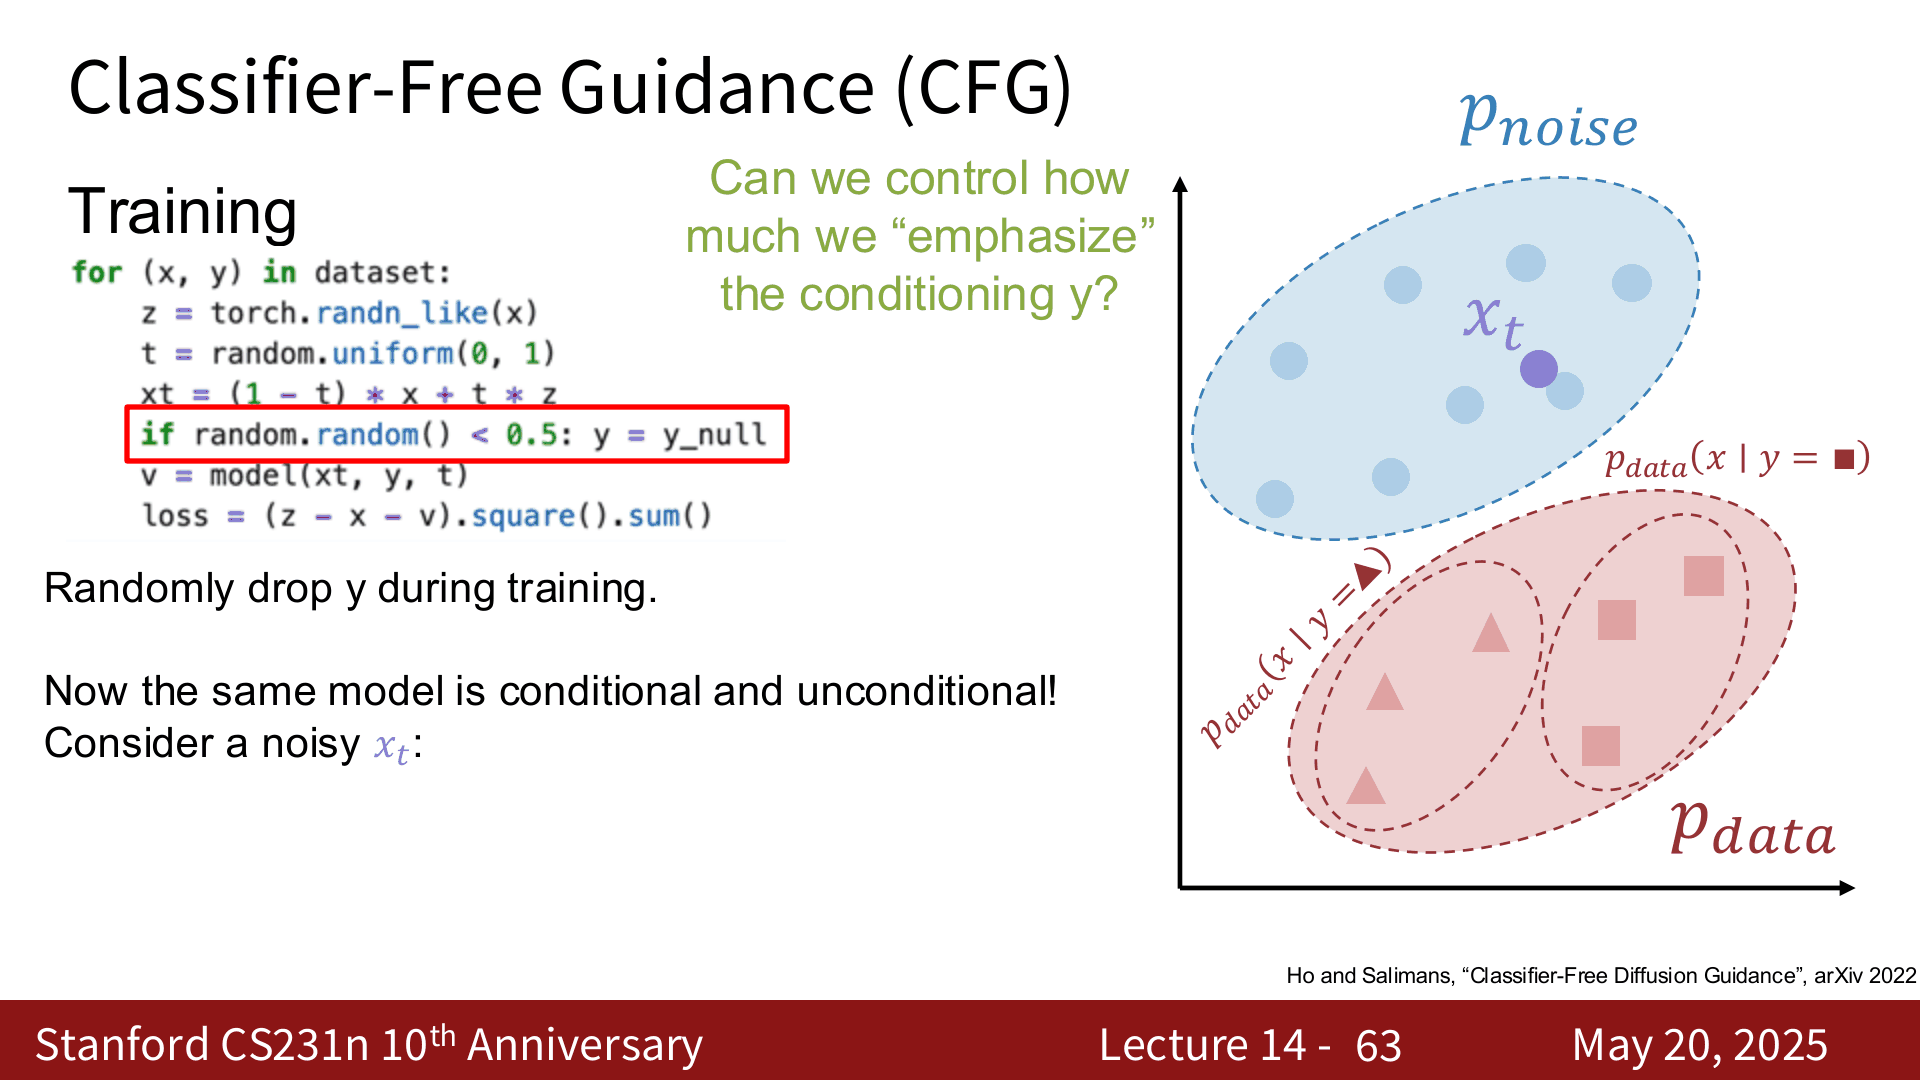 Classifier-Free Guidance (CFG)
Training
for (x, y) in dataset:
    z = torch.randn_like(x)
    t = random.uniform(0, 1)
    xt = (1 - t) * x + t * z
    if random.random() < 0.5: y = y_null
    v = model(xt, y, t)
    loss = (z - x - v).square().sum()
Can we control how
much we “emphasize”
the conditioning y?
Randomly drop y during training.
Now the same model is conditional and unconditional!
Consider a noisy x_t:
p_noise
x_t
p_data(x | y = ■)
p_data(x | y = ▲)
p_data
Ho and Salimans, “Classifier-Free Diffusion Guidance”, arXiv 2022
Stanford CS231n 10th Anniversary
Lecture 14 - 63
May 20, 2025